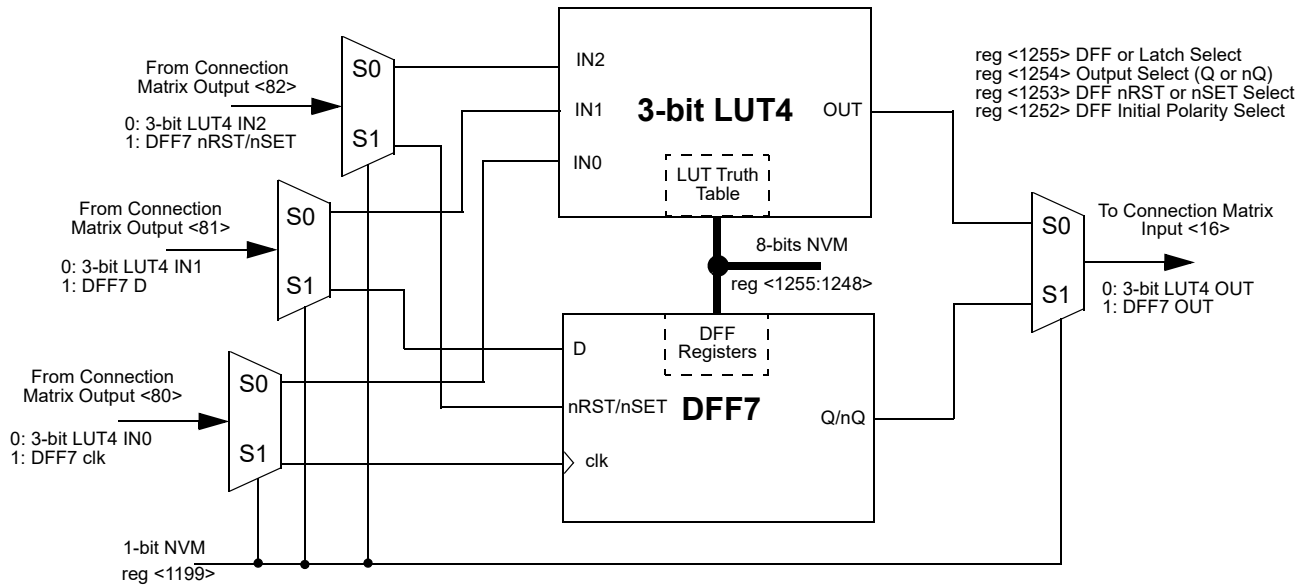 From Connection
Matrix Output <82>
0: 3-bit LUT4 IN2
1: DFF7 nRST/nSET
S0
S1
From Connection
Matrix Output <81>
0: 3-bit LUT4 IN1
1: DFF7 D
S0
S1
From Connection
Matrix Output <80>
0: 3-bit LUT4 IN0
1: DFF7 clk
S0
S1
1-bit NVM
reg <1199>
IN2
IN1
IN0
3-bit LUT4
OUT
LUT Truth
Table
8-bits NVM
reg <1255:1248>
DFF
Registers
D
nRST/nSET
clk
DFF7
Q/nQ
reg <1255> DFF or Latch Select
reg <1254> Output Select (Q or nQ)
reg <1253> DFF nRST or nSET Select
reg <1252> DFF Initial Polarity Select
S0
S1
To Connection Matrix
Input <16>
0: 3-bit LUT4 OUT
1: DFF7 OUT